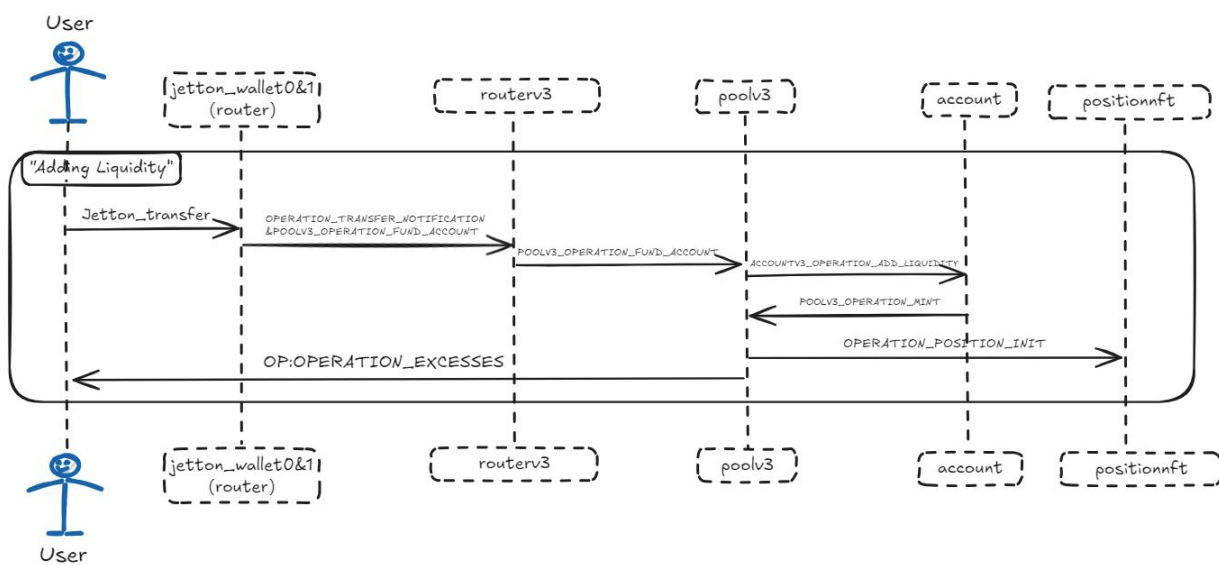 User
jetton_wallet0&1
(router)
routerv3
poolv3
account
positionnft
"Adding Liquidity"
Jetton_transfer
OPERATION_TRANSFER_NOTIFICATION
&POOLV3_OPERATION_FUND_ACCOUNT
POOLV3_OPERATION_FUND_ACCOUNT
ACCOUNTV3_OPERATION_ADD_LIQUIDITY
POOLV3_OPERATION_MINT
OPERATION_POSITION_INIT
OP:OPERATION_EXCESSES
jetton_wallet0&1
(router)
routerv3
poolv3
account
positionnft
User